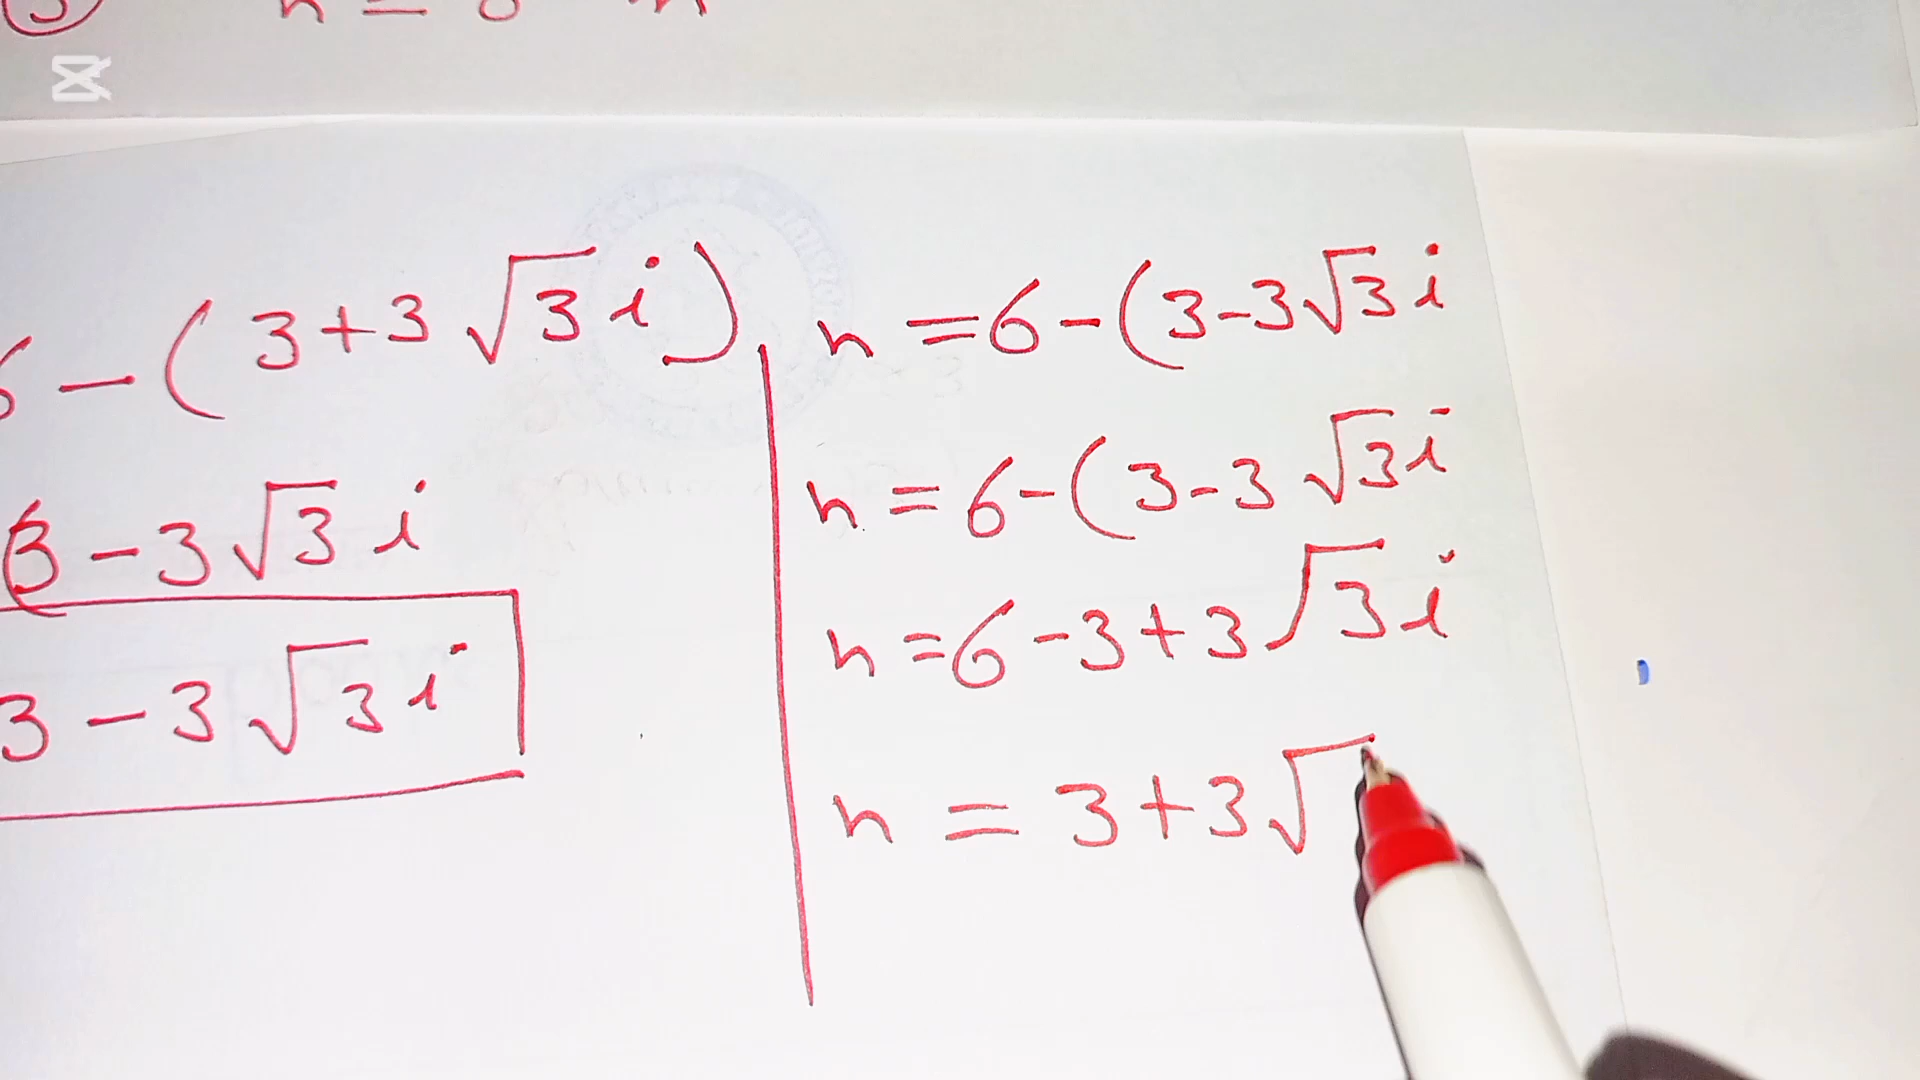 6 - (3+3√3 i)
3 - 3√3 i
3 - 3√3 i
n = 6 - (3-3√3 i
n = 6 - (3-3√3 i
n = 6 - 3 + 3√3 i
n = 3 + 3√